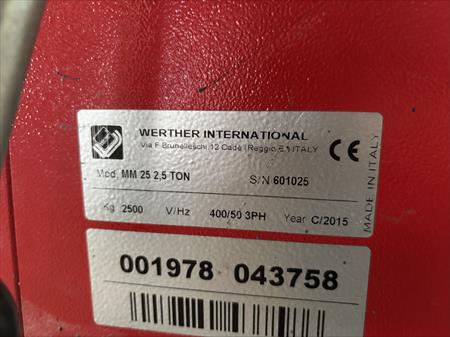 WERTHER INTERNATIONAL
Via F. Brunelleschi 12 Cadè (Reggio E.) ITALY
CE
Mod. MM 25 2,5 TON S/N 601025
Kg 2500 V/Hz 400/50 3PH Year C/2015
MADE IN ITALY
001978 043758